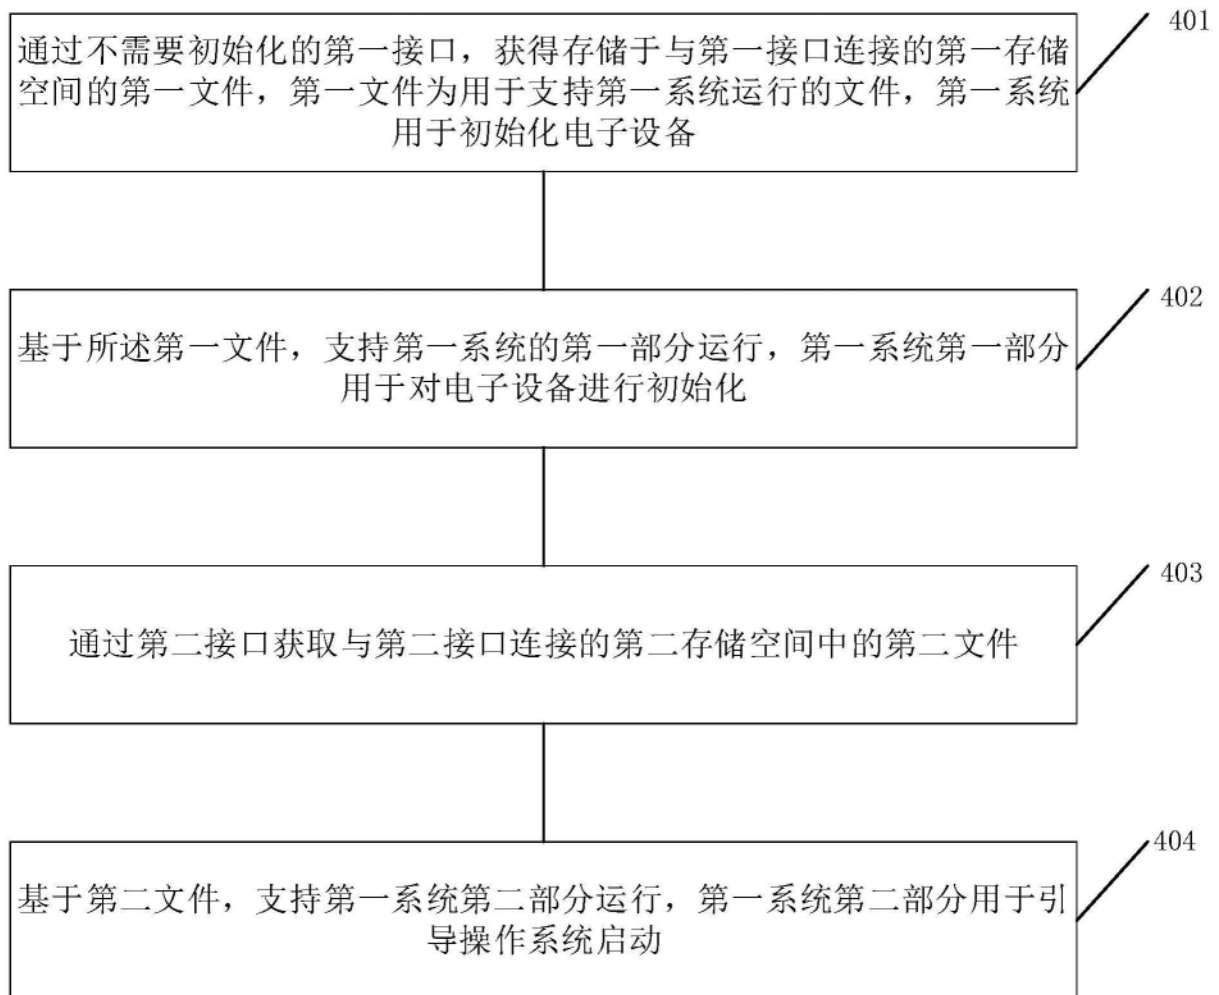 401
通过不需要初始化的第一接口，获得存储于与第一接口连接的第一存储
空间的第一文件，第一文件为用于支持第一系统运行的文件，第一系统
用于初始化电子设备
402
基于所述第一文件，支持第一系统的第一部分运行，第一系统第一部分
用于对电子设备进行初始化
403
通过第二接口获取与第二接口连接的第二存储空间中的第二文件
404
基于第二文件，支持第一系统第二部分运行，第一系统第二部分用于引
导操作系统启动